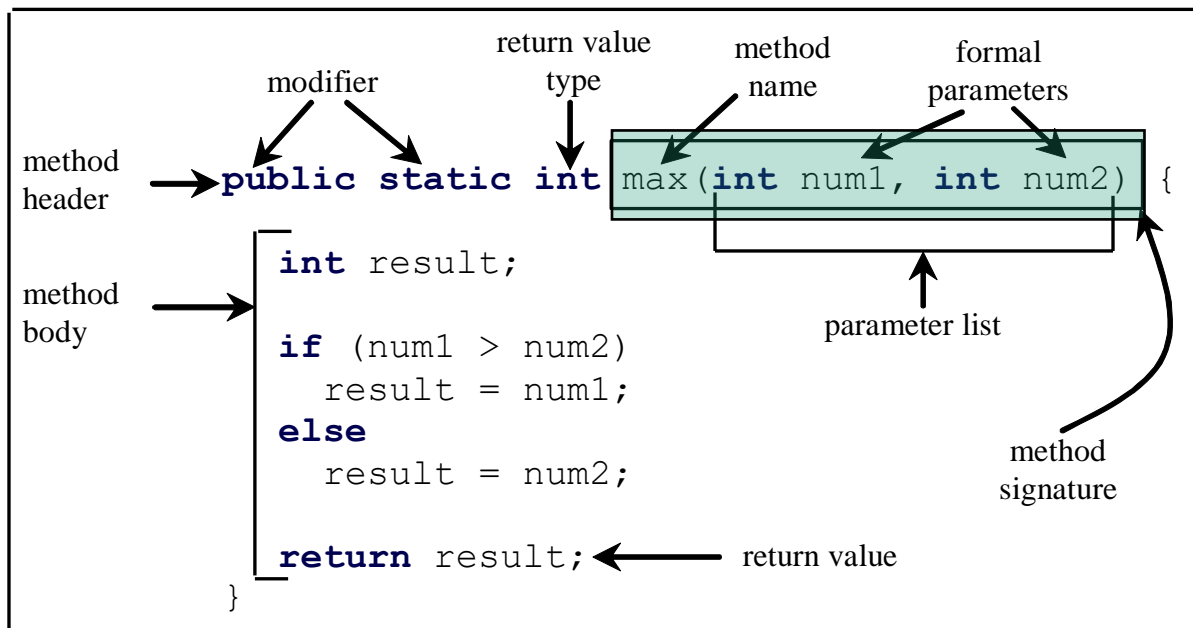 return value
type
method
name
formal
parameters
modifier
method
header
public static int max(int num1, int num2) {
int result;
method
body
parameter list
if (num1 > num2)
result = num1;
else
result = num2;
method
signature
return result;
return value
}